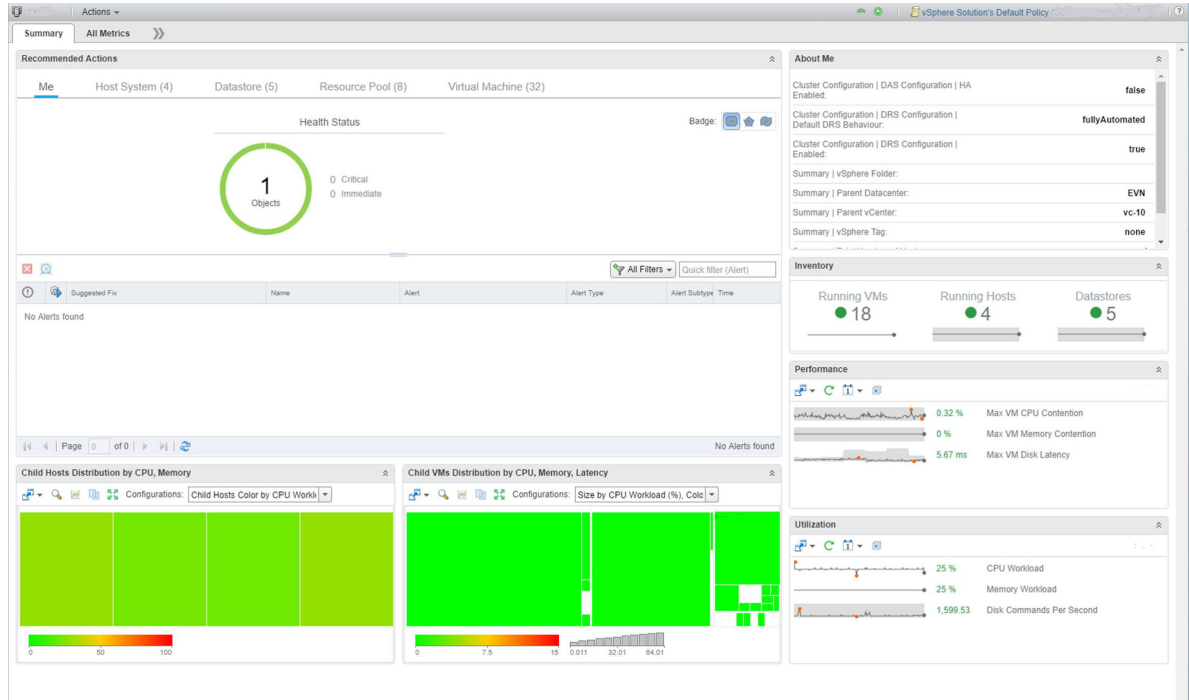 Actions
vSphere Solution's Default Policy
Summary
All Metrics
Recommended Actions
Me
Host System (4)
Datastore (5)
Resource Pool (8)
Virtual Machine (32)
Health Status
Badge:
1
Objects
0 Critical
0 Immediate
All Filters
Quick filter (Alert)
Suggested Fix
Name
Alert
Alert Type
Alert Subtype
Time
No Alerts found
Page 0 of 0
No Alerts found
Child Hosts Distribution by CPU, Memory
Configurations:
Child Hosts Color by CPU Workl
0
50
100
Child VMs Distribution by CPU, Memory, Latency
Configurations:
Size by CPU Workload (%), Colc
0
7.5
15
0.011
32.01
64.01
About Me
Cluster Configuration | DAS Configuration | HA
Enabled:
false
Cluster Configuration | DRS Configuration |
Default DRS Behaviour:
fullyAutomated
Cluster Configuration | DRS Configuration |
Enabled:
true
Summary | vSphere Folder:
Summary | Parent Datacenter:
EVN
Summary | Parent vCenter:
vc-10
Summary | vSphere Tag:
none
Inventory
Running VMs
18
Running Hosts
4
Datastores
5
Performance
0.32 %
Max VM CPU Contention
0 %
Max VM Memory Contention
5.67 ms
Max VM Disk Latency
Utilization
25 %
CPU Workload
25 %
Memory Workload
1,599.53
Disk Commands Per Second